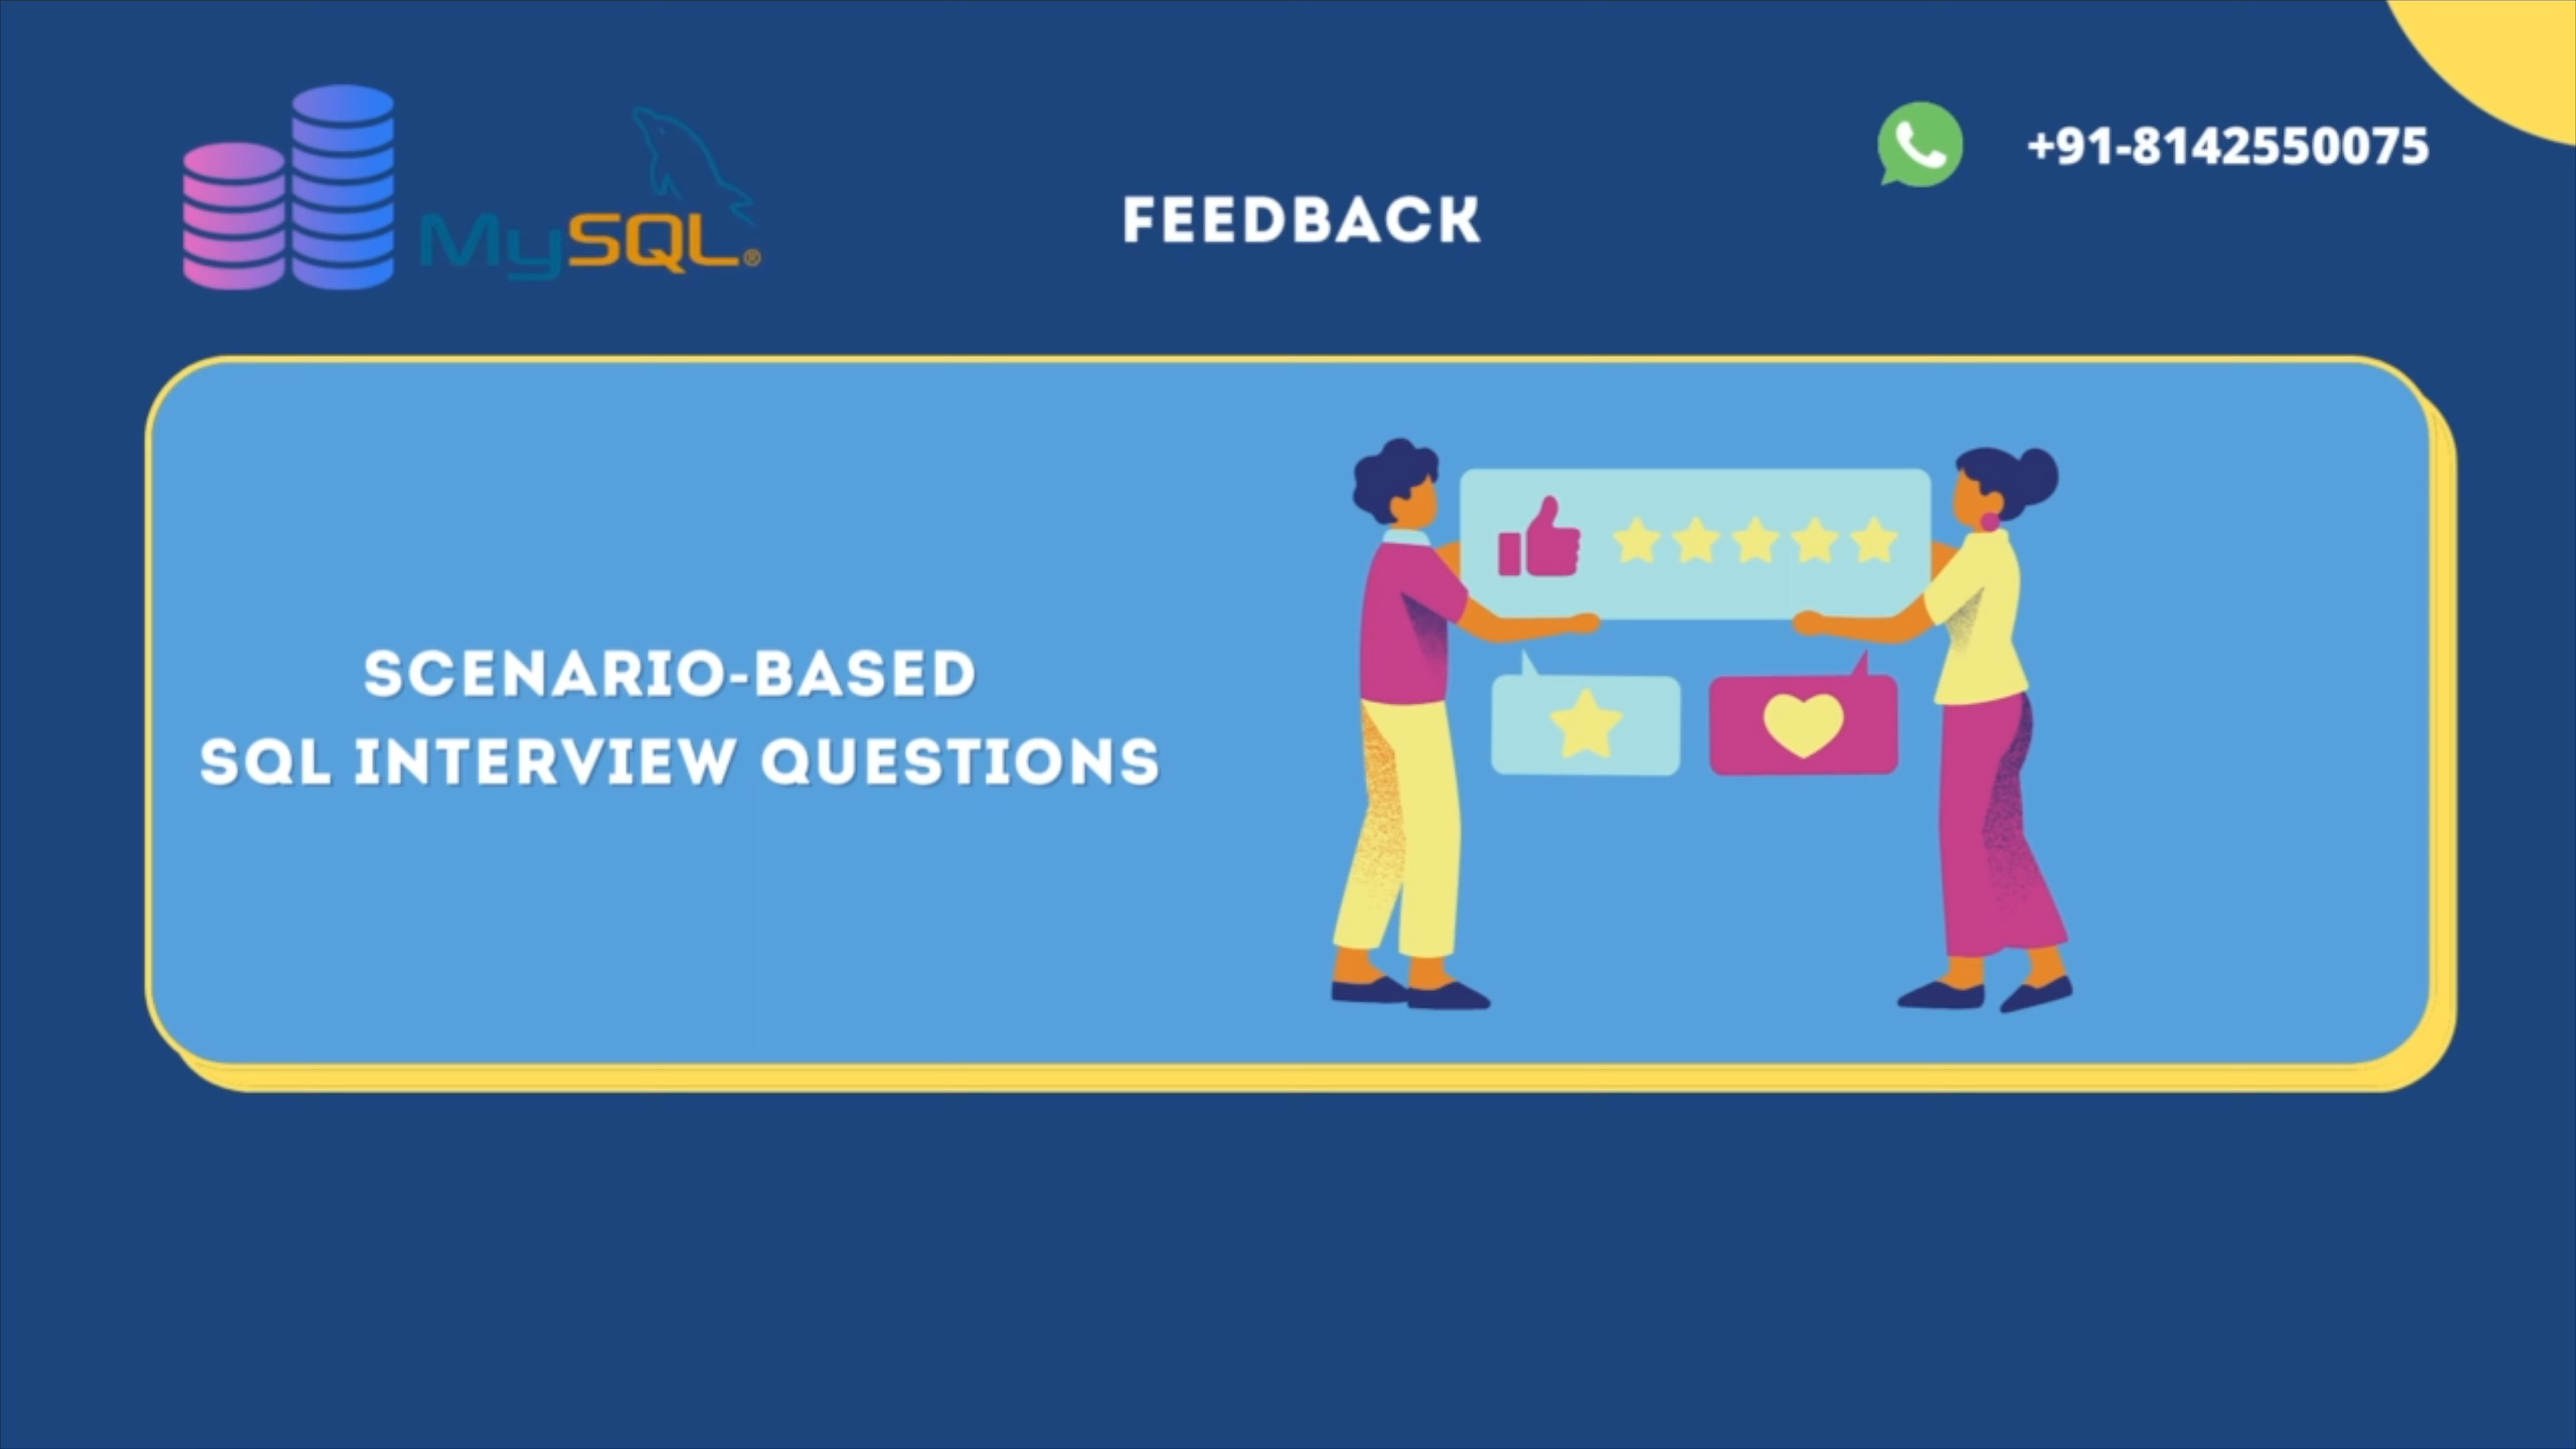 MySQL®
FEEDBACK
+91-8142550075
SCENARIO-BASED
SQL INTERVIEW QUESTIONS